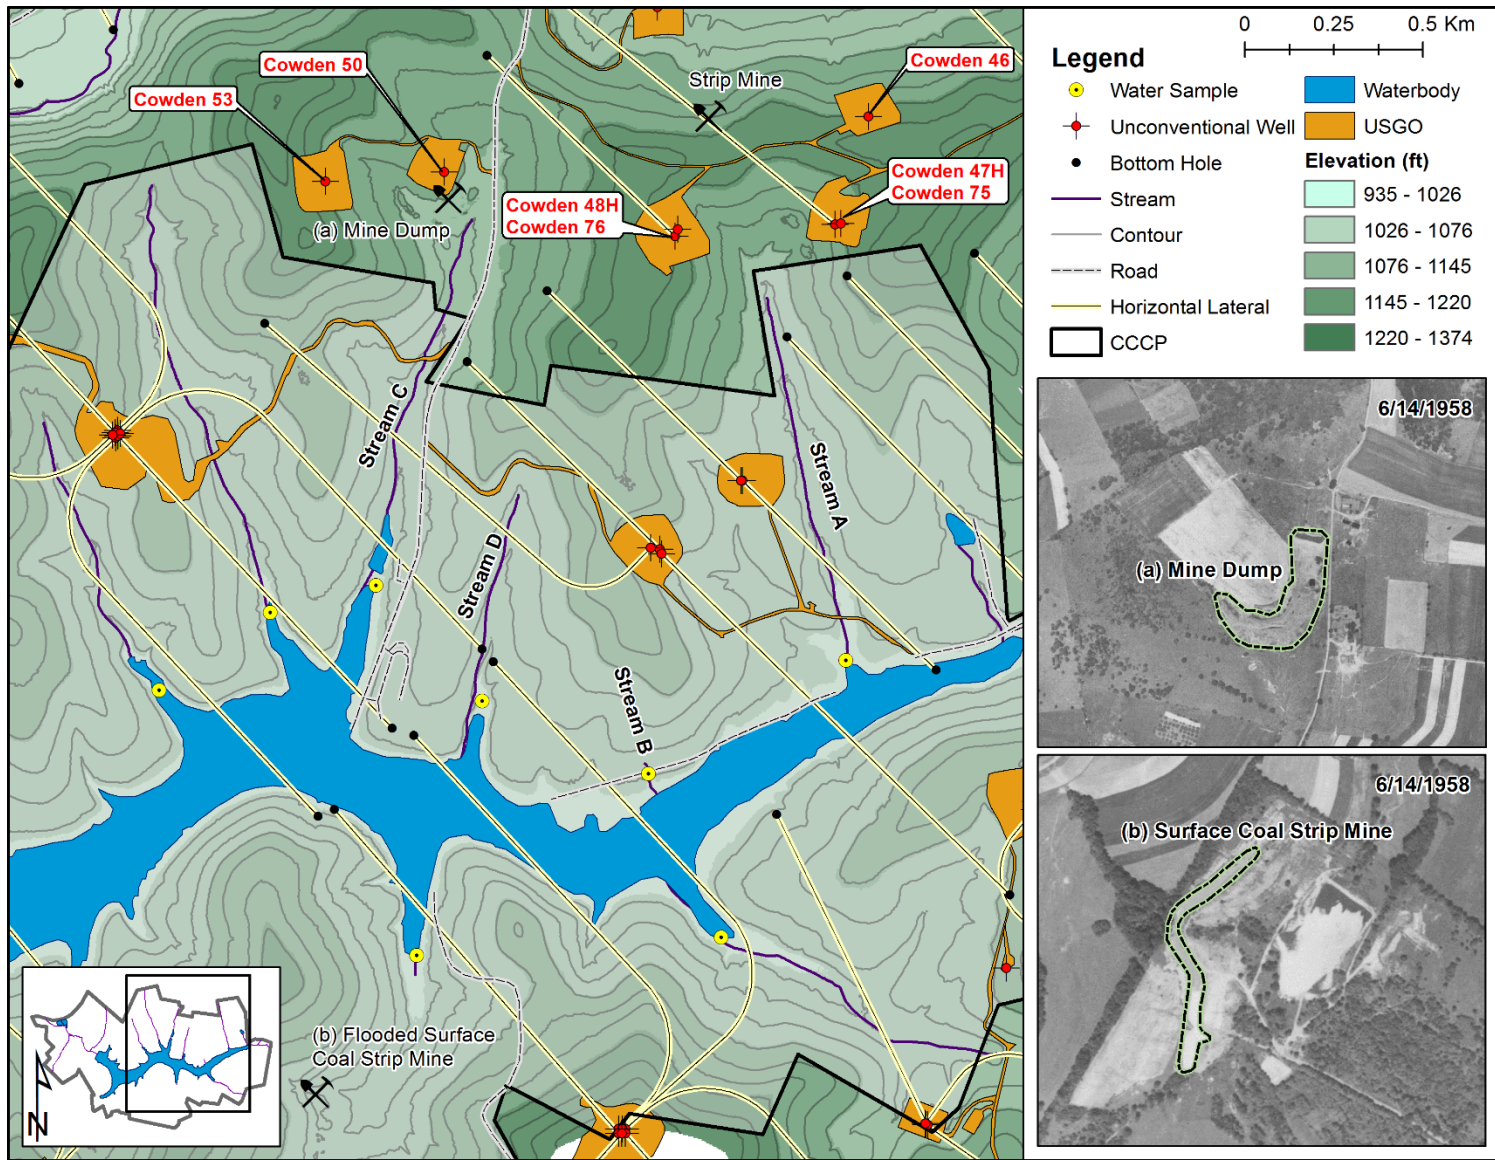 Cowden 50
Cowden 53
Cowden 46
Strip Mine
Cowden 47H
Cowden 75
Cowden 48H
Cowden 76
(a) Mine Dump
Stream C
Stream A
Stream D
Stream B
(b) Flooded Surface
Coal Strip Mine
N
0 0.25 0.5 Km
Legend
Water Sample
Unconventional Well
Bottom Hole
Stream
Contour
Road
Horizontal Lateral
CCCP
Waterbody
USGO
Elevation (ft)
935 - 1026
1026 - 1076
1076 - 1145
1145 - 1220
1220 - 1374
6/14/1958
(a) Mine Dump
6/14/1958
(b) Surface Coal Strip Mine